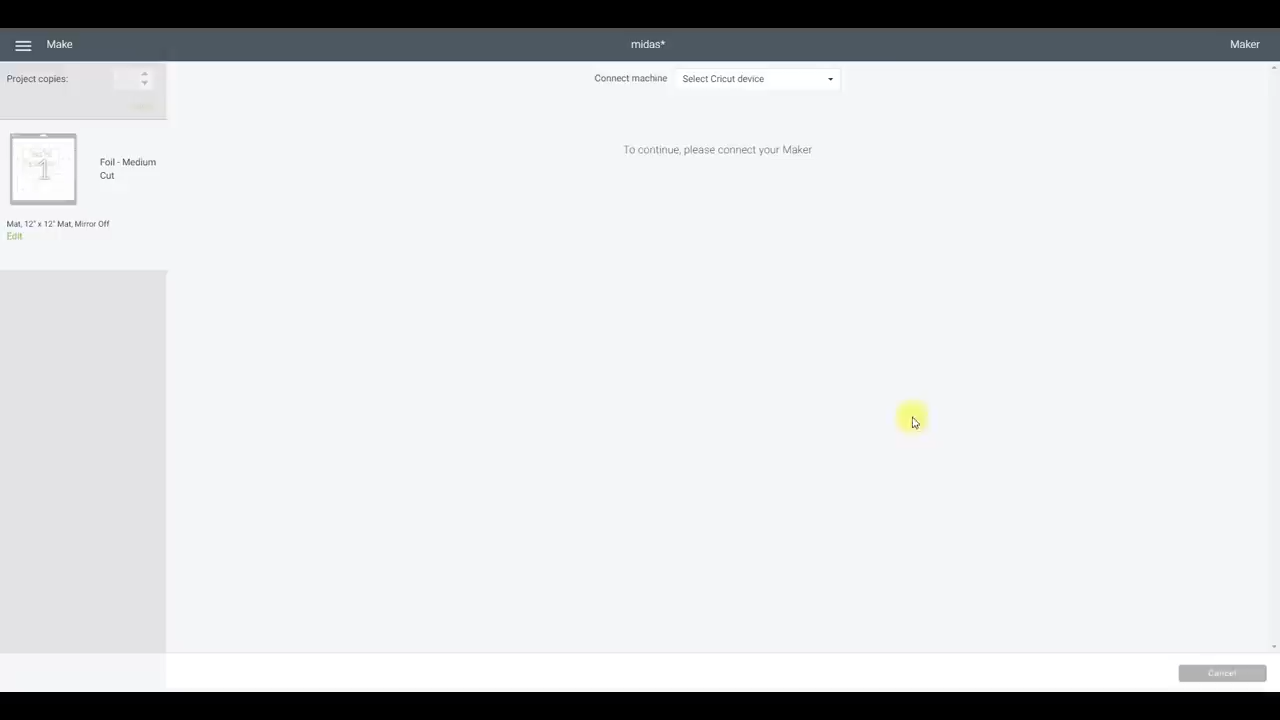 Make
midas*
Maker
Project copies:
Connect machine
Select Cricut device
To continue, please connect your Maker
1
Foil - Medium
Cut
Mat, 12" x 12" Mat, Mirror Off
Edit
Cancel